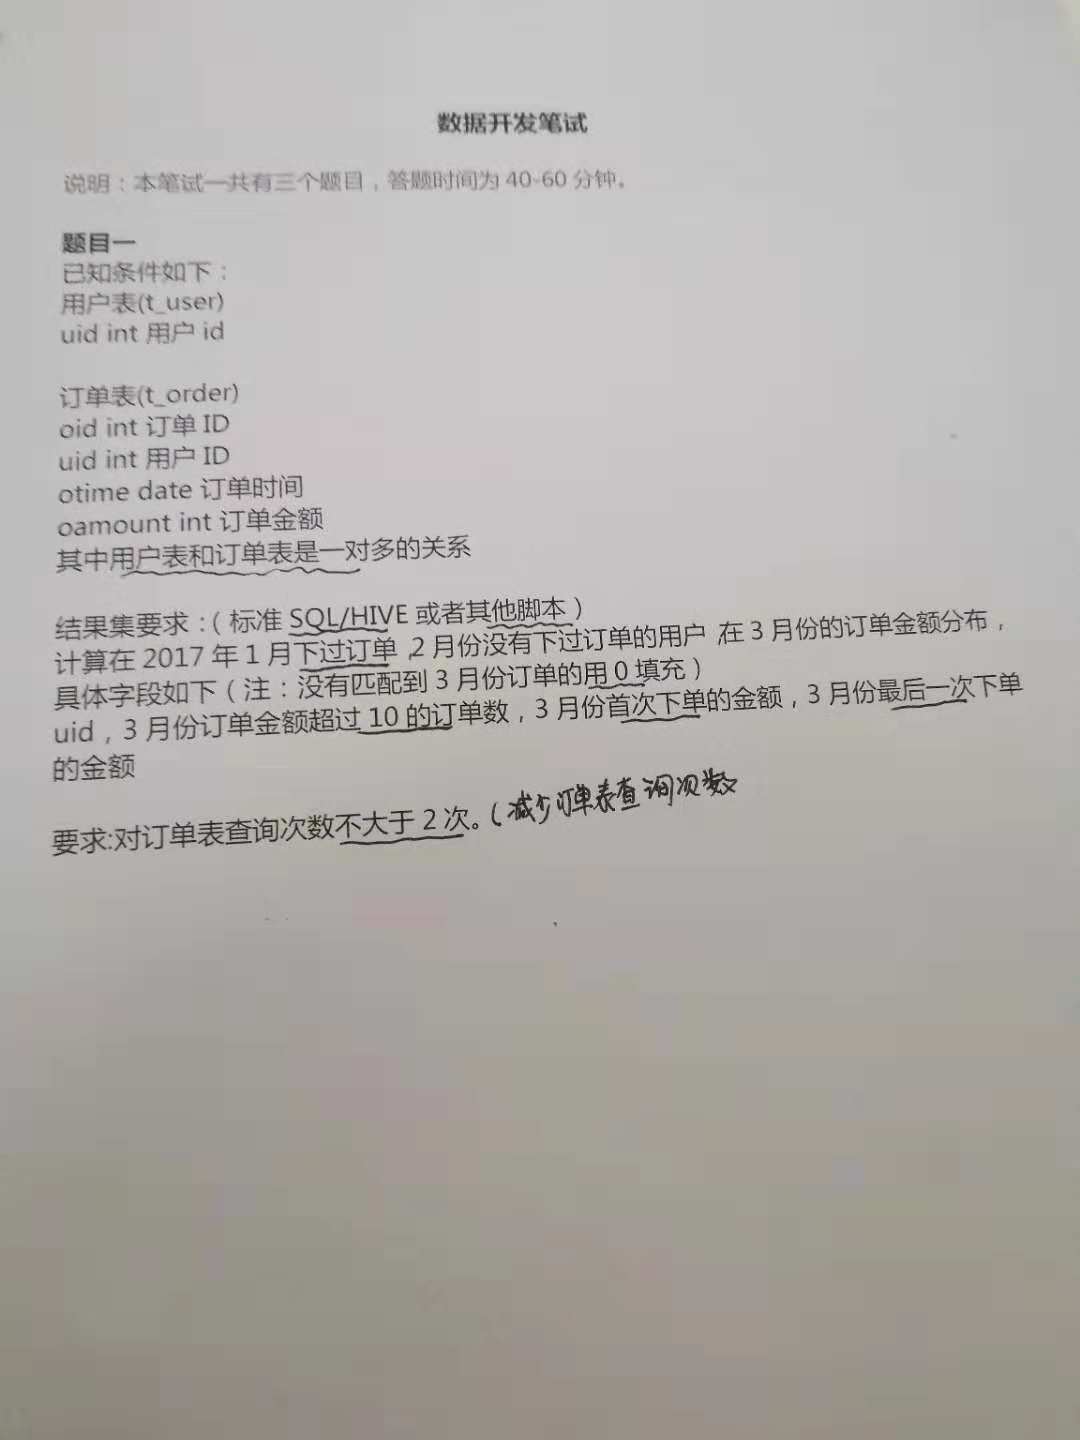 数据开发笔试
说明：本笔试一共有三个题目，答题时间为 40-60 分钟。
题目一
已知条件如下：
用户表(t_user)
uid int 用户 id
订单表(t_order)
oid int 订单 ID
uid int 用户 ID
otime date 订单时间
oamount int 订单金额
其中用户表和订单表是一对多的关系
结果集要求：（标准 SQL/HIVE 或者其他脚本）
计算在 2017 年 1 月下过订单，2 月份没有下过订单的用户，在 3 月份的订单金额分布，
具体字段如下（注：没有匹配到 3 月份订单的用 0 填充）
uid，3 月份订单金额超过 10 的订单数，3 月份首次下单的金额，3 月份最后一次下单
的金额
要求:对订单表查询次数不大于 2 次。（减少订单表查询次数